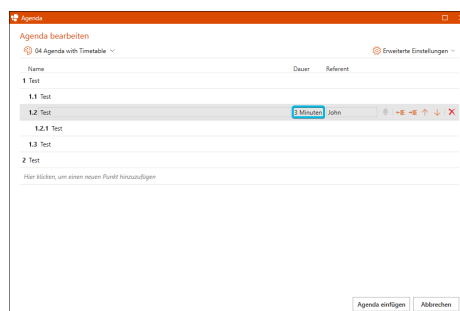 Agenda
Agenda bearbeiten
04 Agenda with Timetable
Erweiterte Einstellungen
Name Dauer Referent
1 Test
1.1 Test
1.2 Test 3 Minuten John
1.2.1 Test
1.3 Test
2 Test
Hier klicken, um einen neuen Punkt hinzuzufügen
Agenda einfügen Abbrechen